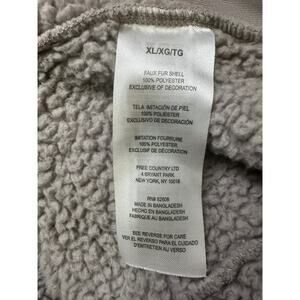 XL/XG/TG
FAUX FUR SHELL
100% POLYESTER
EXCLUSIVE OF DECORATION
TELA IMITACIÓN DE PIEL
100% POLIÉSTER
EXCLUSIVO DE DECORACIÓN
IMITATION FOURRURE
100% POLYESTER
EXCLUSIF DE DÉCORATION
FREE COUNTRY LTD
4 BRYANT PARK
NEW YORK, NY 10018
RN# 82608
MADE IN BANGLADESH
HECHO EN BANGLADESH
FABRIQUE AU BANGLADESH
SEE REVERSE FOR CARE
VER EL REVERSO PARA EL CUIDADO
D'ENTRETIEN AU VERSO